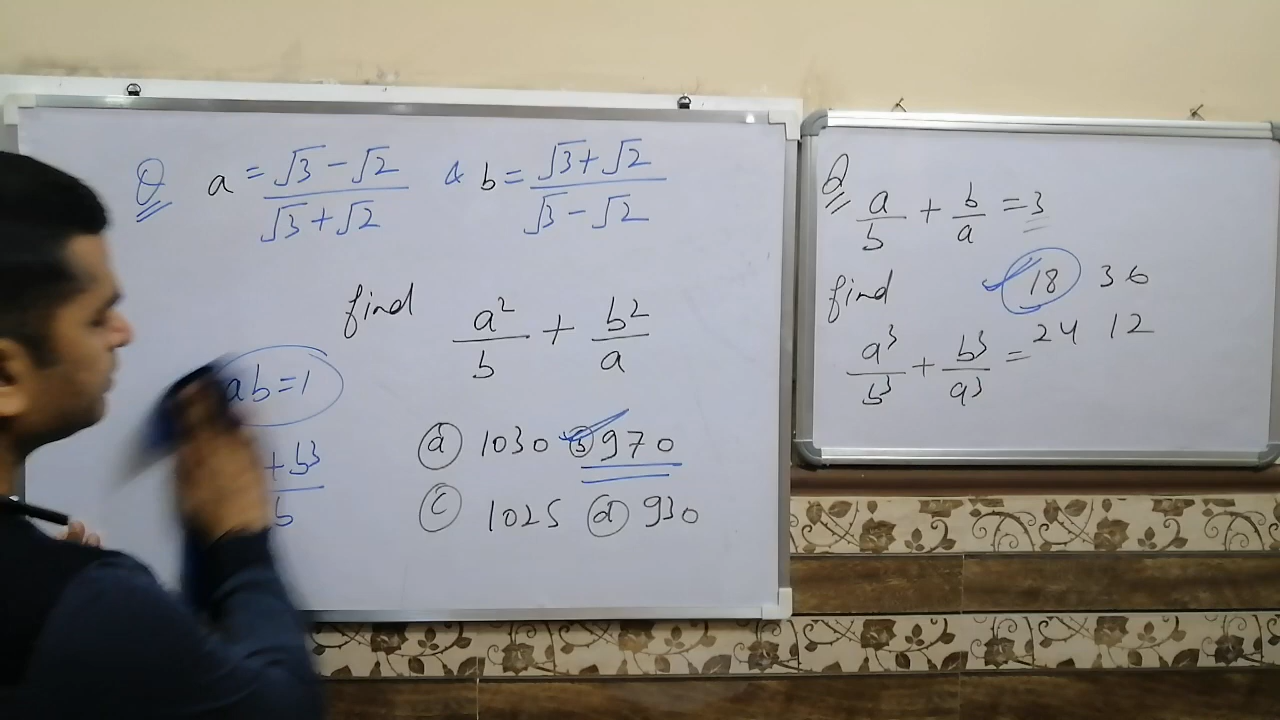 Q a = (√3 − √2)/(√3 + √2) & b = (√3 + √2)/(√3 − √2)
find a²/b + b²/a
ab = 1
+ b³
b
ⓐ 1030 ⓑ 970
ⓒ 1025 ⓓ 930
Q a/b + b/a = 3
find 18 36
a³/b³ + b³/a³ = 24 12